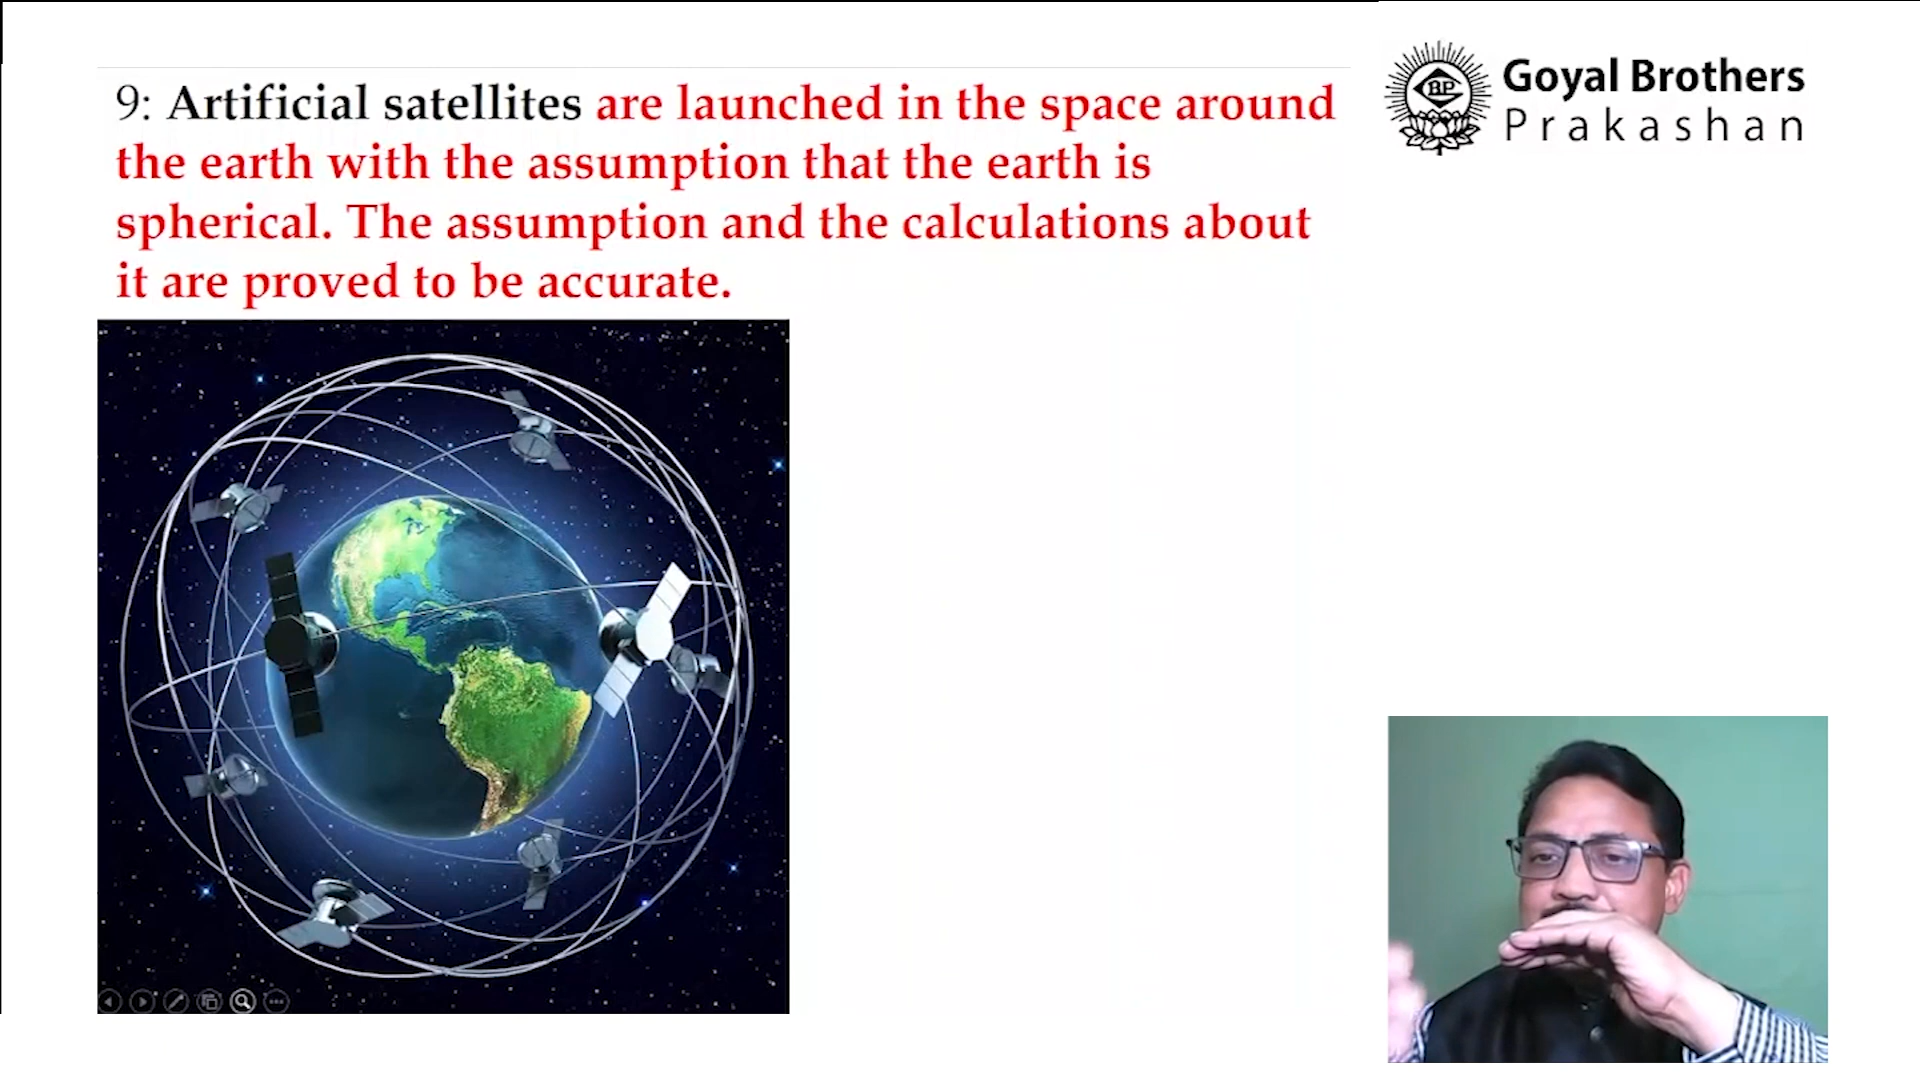 9: Artificial satellites are launched in the space around
the earth with the assumption that the earth is
spherical. The assumption and the calculations about
it are proved to be accurate.
BP
Goyal Brothers
Prakashan